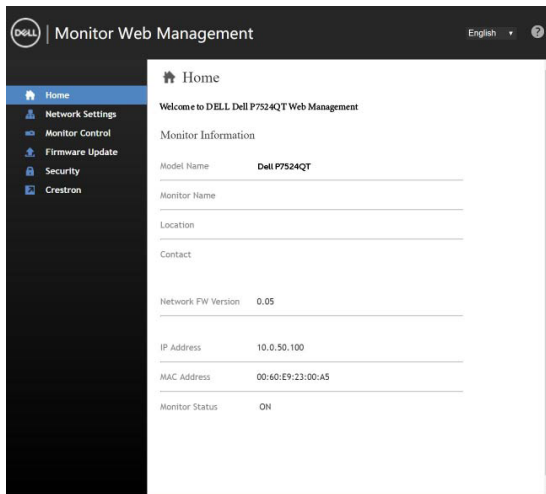 DELL | Monitor Web Management
English
?
Home
Network Settings
Monitor Control
Firmware Update
Security
Crestron
Home
Welcome to DELL Dell P7524QT Web Management
Monitor Information
Model Name Dell P7524QT
Monitor Name
Location
Contact
Network FW Version 0.05
IP Address 10.0.50.100
MAC Address 00:60:E9:23:00:A5
Monitor Status ON